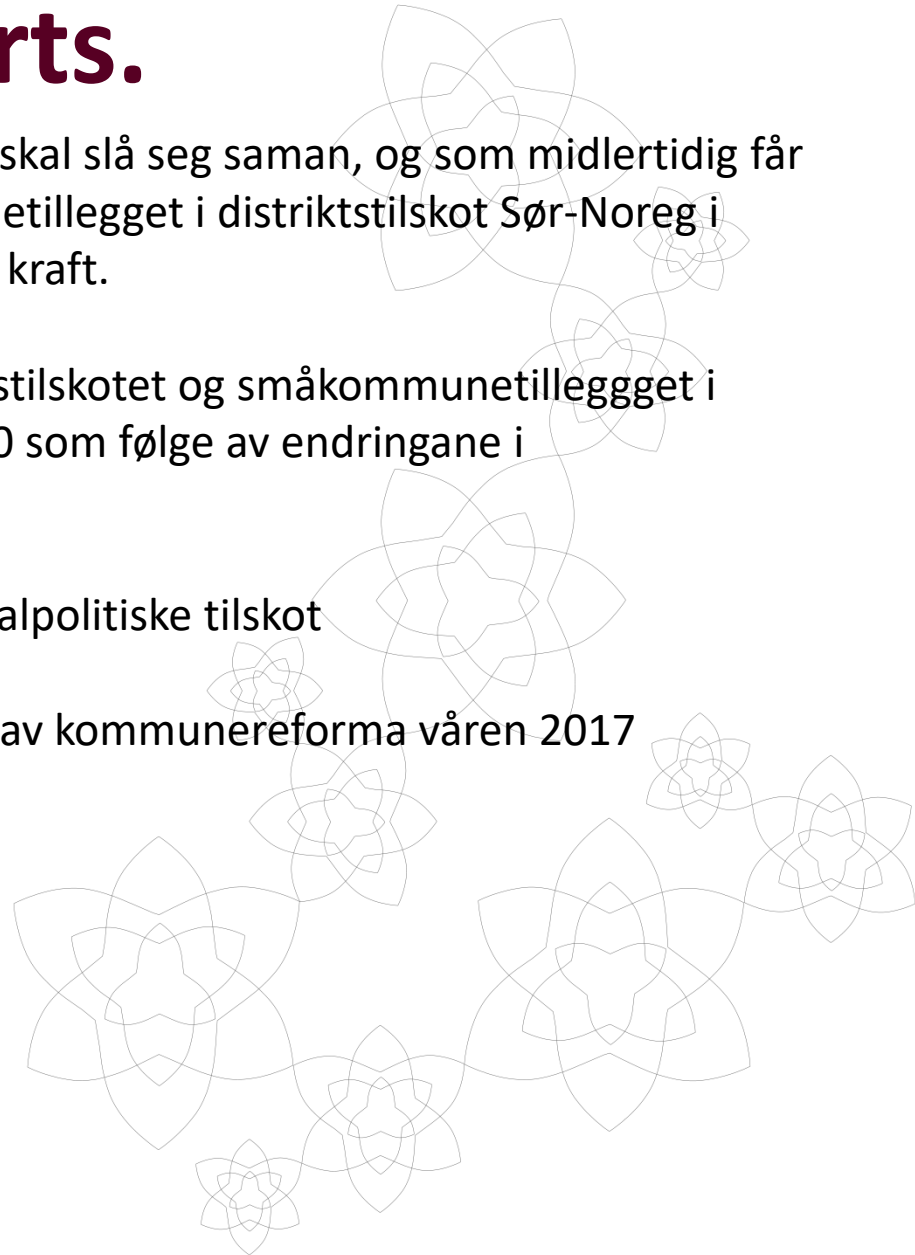 rts.
skal slå seg saman, og som midlertidig får
etillegget i distriktstilskot Sør-Noreg i
kraft.
stilskotet og småkommunetilleggget i
0 som følge av endringane i
alpolitiske tilskot
av kommunereforma våren 2017